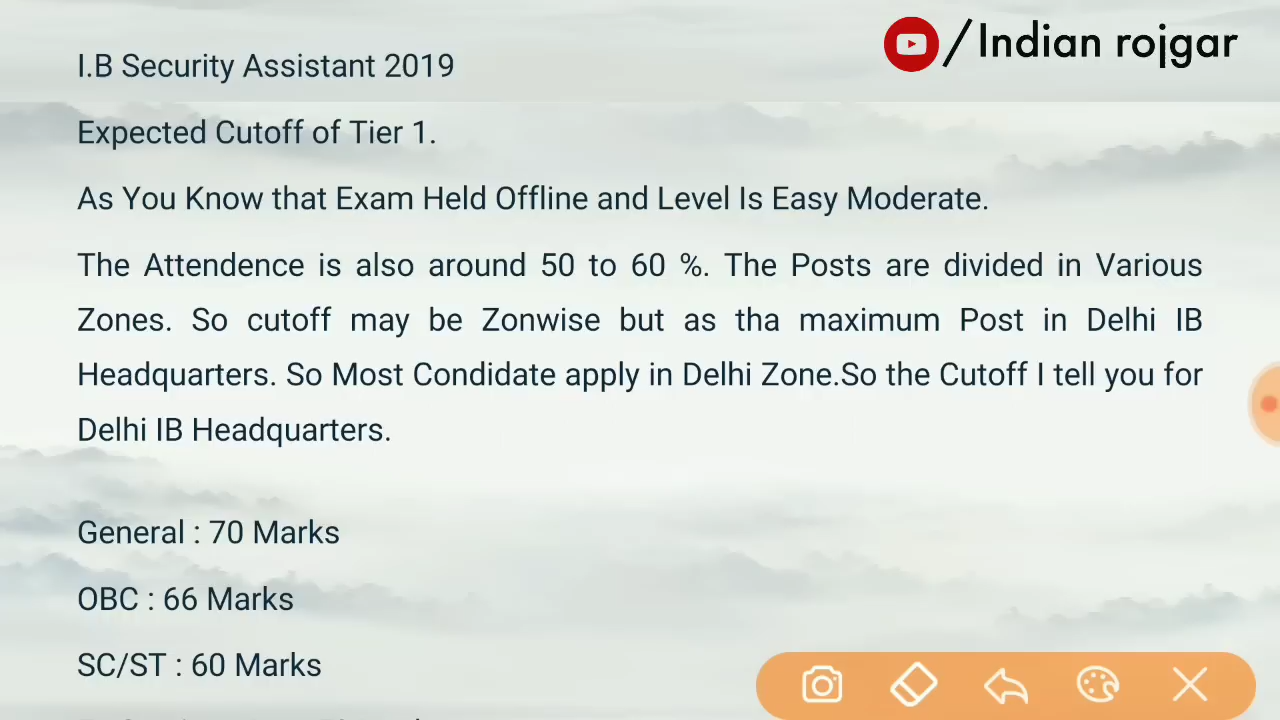 I.B Security Assistant 2019
/Indian rojgar
Expected Cutoff of Tier 1.
As You Know that Exam Held Offline and Level Is Easy Moderate.
The Attendence is also around 50 to 60 %. The Posts are divided in Various
Zones. So cutoff may be Zonwise but as tha maximum Post in Delhi IB
Headquarters. So Most Condidate apply in Delhi Zone.So the Cutoff I tell you for
Delhi IB Headquarters.
General : 70 Marks
OBC : 66 Marks
SC/ST : 60 Marks